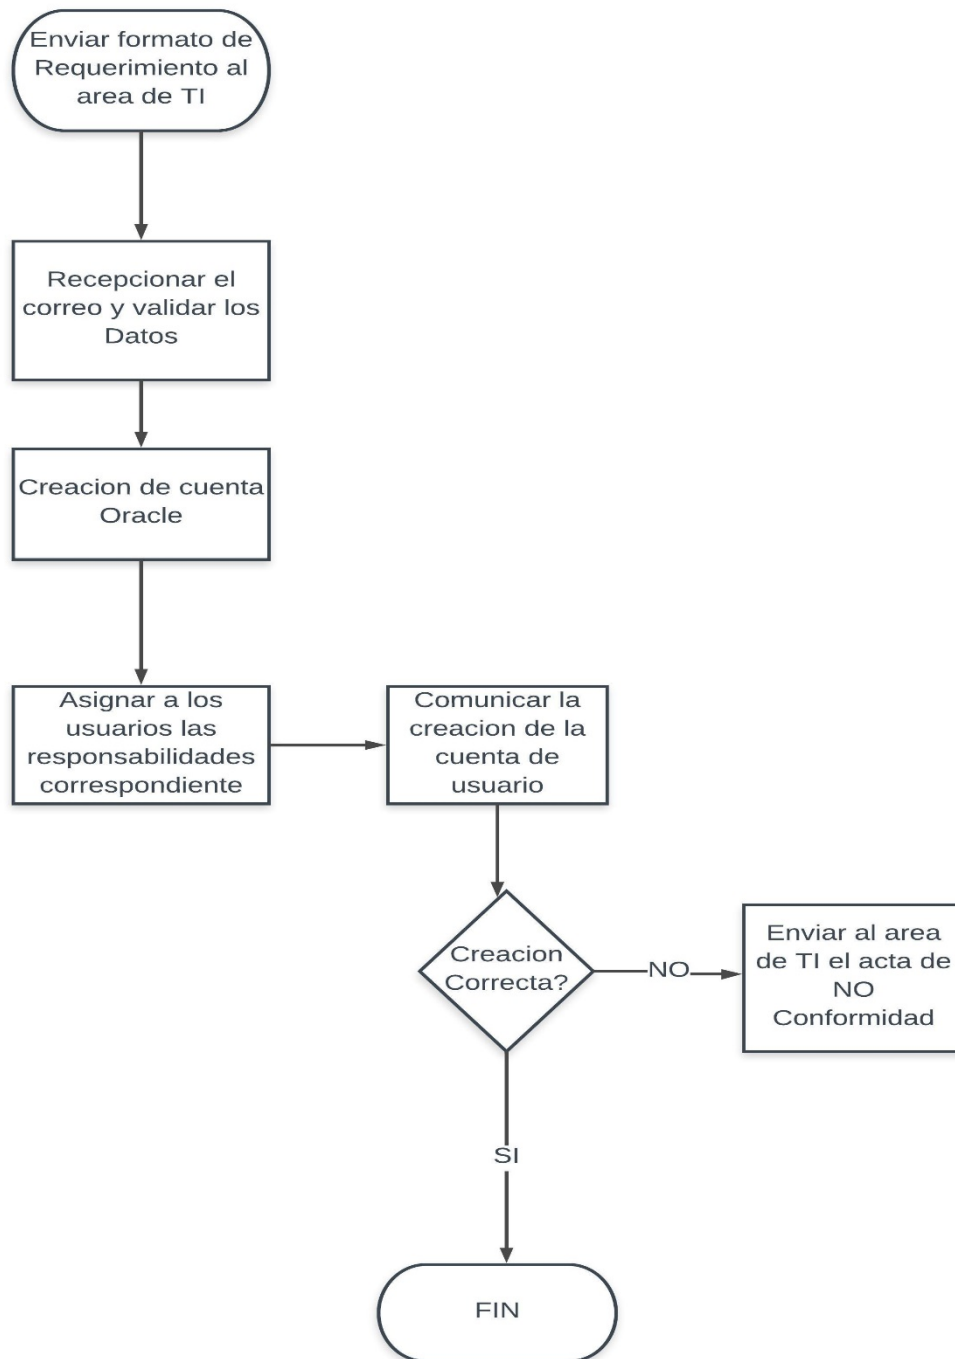 Enviar formato de
Requerimiento al
area de TI
Recepcionar el
correo y validar los
Datos
Creacion de cuenta
Oracle
Asignar a los
usuarios las
responsabilidades
correspondiente
Comunicar la
creacion de la
cuenta de
usuario
Creacion
Correcta?
NO
Enviar al area
de TI el acta de
NO
Conformidad
SI
FIN